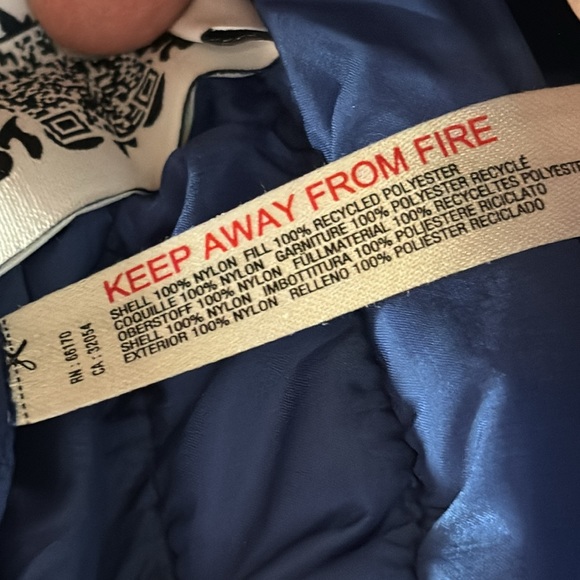 KEEP AWAY FROM FIRE
SHELL 100% NYLON FILL 100% RECYCLED POLYESTER
COQUILLE 100% NYLON GARNITURE 100% POLYESTER RECYCLÉ
OBERSTOFF 100% NYLON FÜLLMATERIAL 100% RECYCELTES POLYESTER
SHELL 100% NYLON IMBOTTITURA 100% POLIESTERE RICICLATO
EXTERIOR 100% NYLON RELLENO 100% POLIESTER RECICLADO
RN: 66170
CA: 32054